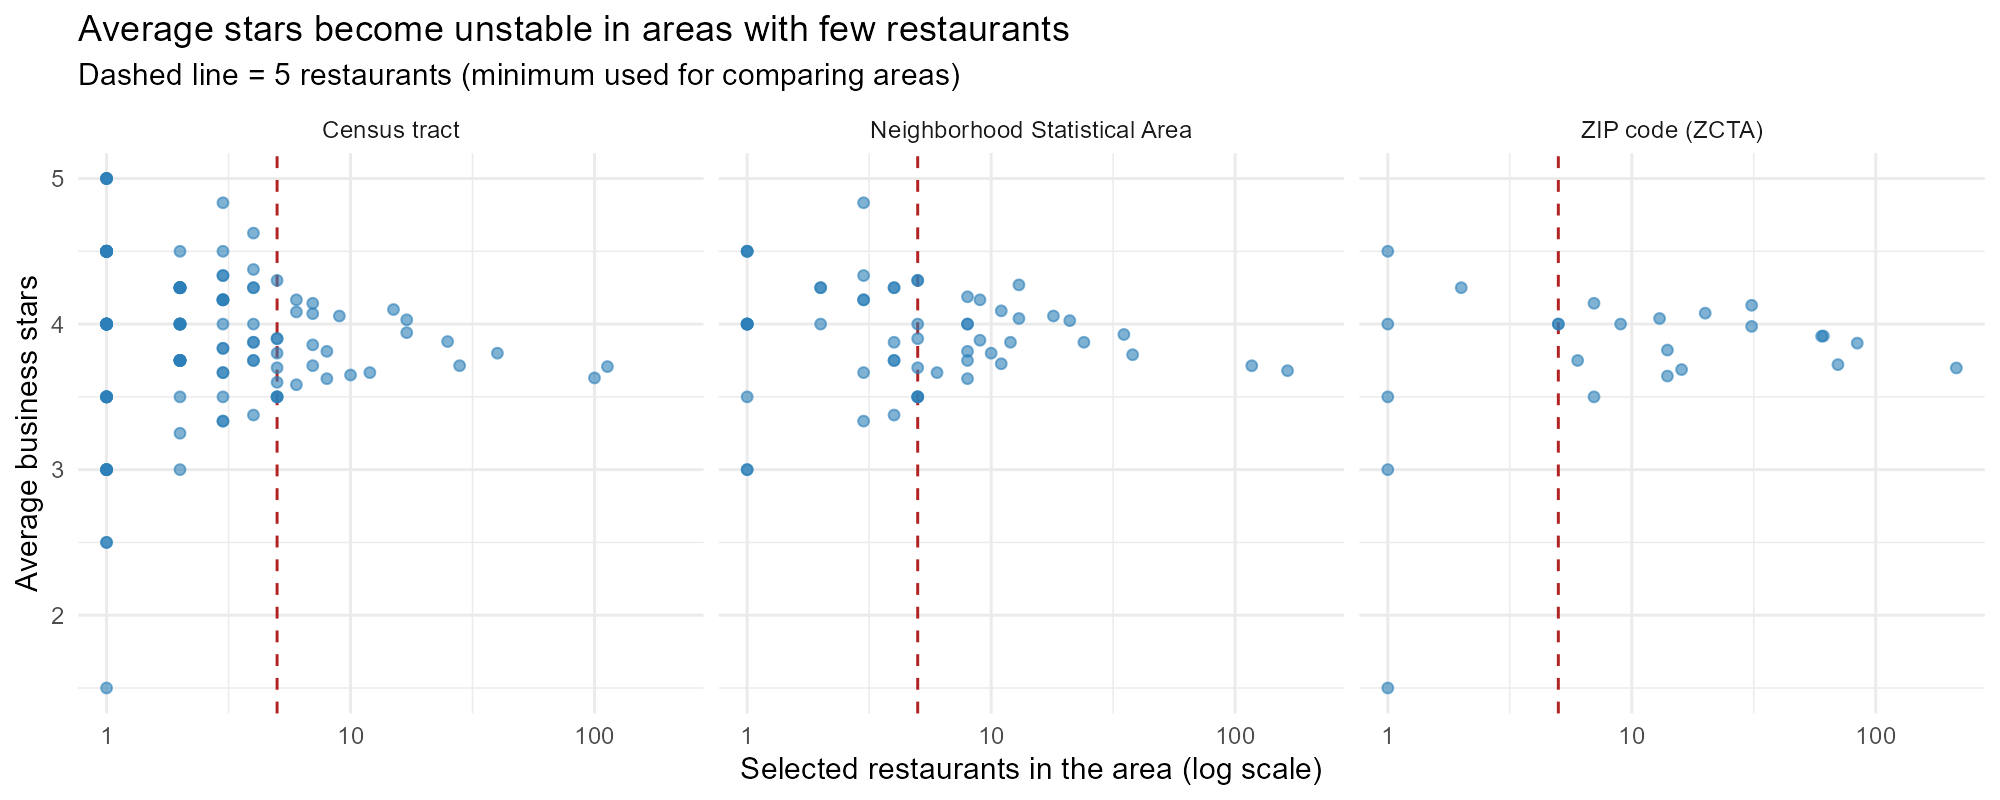 Average stars become unstable in areas with few restaurants
Dashed line = 5 restaurants (minimum used for comparing areas)
Census tract
Neighborhood Statistical Area
ZIP code (ZCTA)
Average business stars
5
4
3
2
1 10 100
1 10 100
1 10 100
Selected restaurants in the area (log scale)